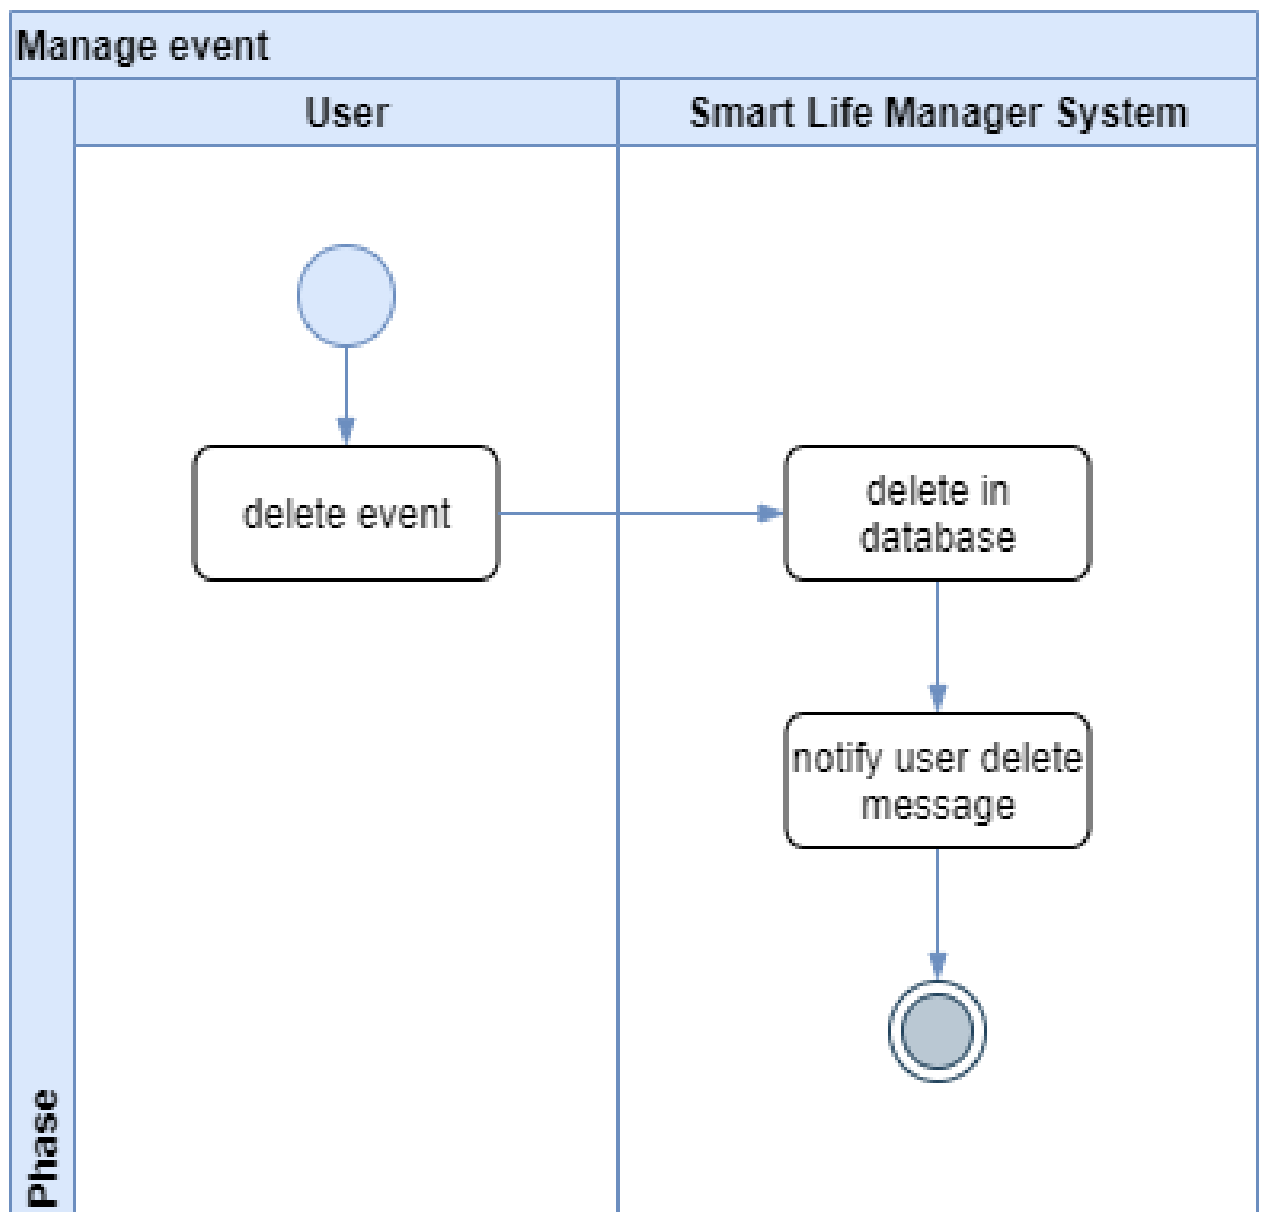 Manage event
User
Smart Life Manager System
delete event
delete in
database
notify user delete
message
Phase